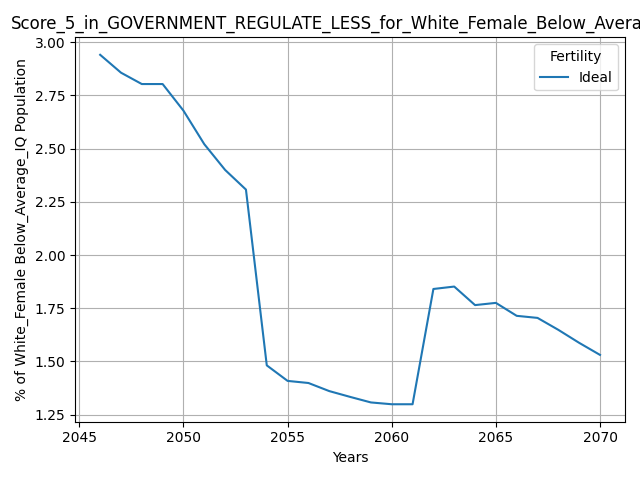 Score_5_in_GOVERNMENT_REGULATE_LESS_for_White_Female_Below_Avera
3.00
2.75
2.50
2.25
2.00
1.75
1.50
1.25
% of White_Female Below_Average_IQ Population
Fertility
Ideal
2045 2050 2055 2060 2065 2070
Years